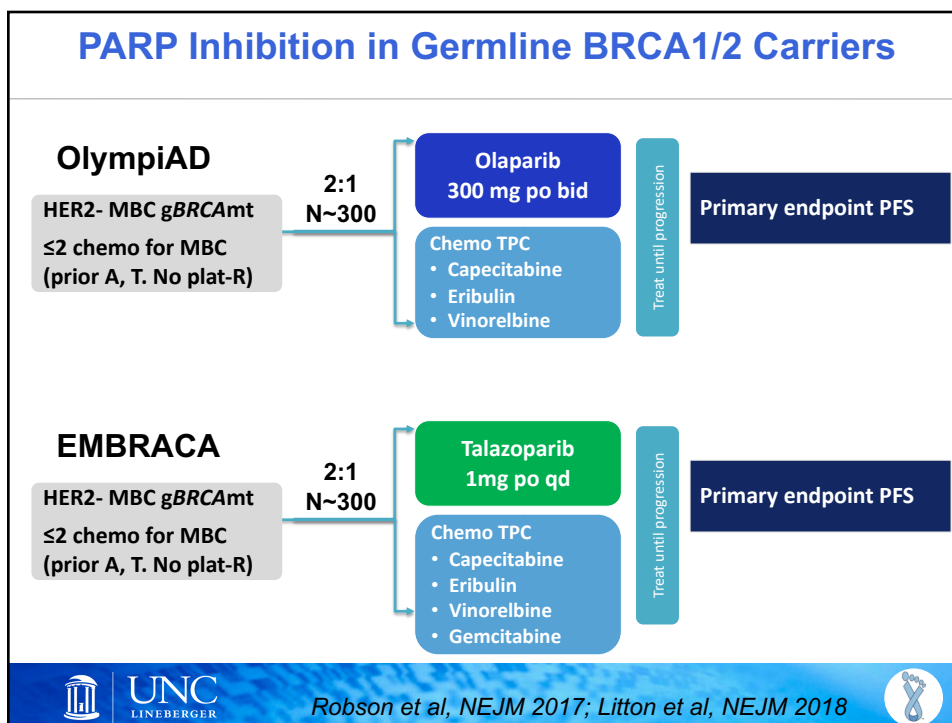 PARP Inhibition in Germline BRCA1/2 Carriers
OlympiAD
HER2- MBC gBRCAmt
≤2 chemo for MBC
(prior A, T. No plat-R)
2:1
N~300
Olaparib
300 mg po bid
Chemo TPC
• Capecitabine
• Eribulin
• Vinorelbine
Treat until progression
Primary endpoint PFS
EMBRACA
HER2- MBC gBRCAmt
≤2 chemo for MBC
(prior A, T. No plat-R)
2:1
N~300
Talazoparib
1mg po qd
Chemo TPC
• Capecitabine
• Eribulin
• Vinorelbine
• Gemcitabine
Treat until progression
Primary endpoint PFS
UNC
LINEBERGER
Robson et al, NEJM 2017; Litton et al, NEJM 2018